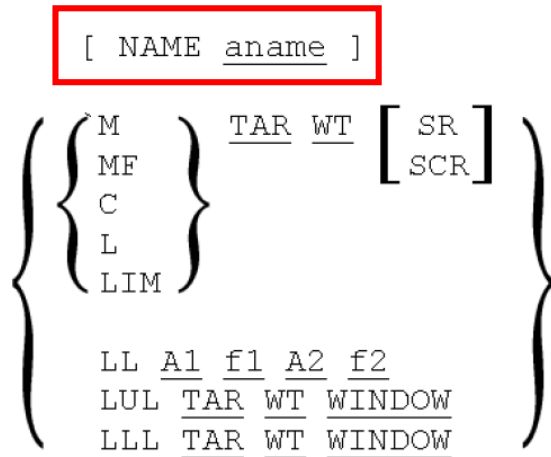 [ NAME aname ]
M TAR WT [ SR
MF SCR ]
C
L
LIM
LL A1 f1 A2 f2
LUL TAR WT WINDOW
LLL TAR WT WINDOW